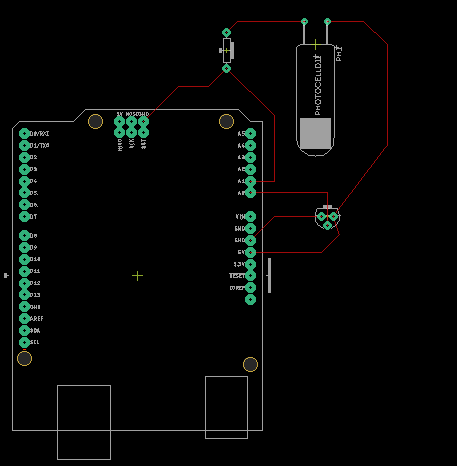 PHOTOCELLDIY
PH1
5V MOSI GND
MISO SCK RST
D0/RX1
D1/TX0
D2
D3
D4
D5
D6
D7
D8
D9
D10
D11
D12
D13
GND
AREF
SDA
SCL
A5
A4
A3
A2
A1
A0
VIN
GND
GND
5V
3.3V
RESET
IOREF